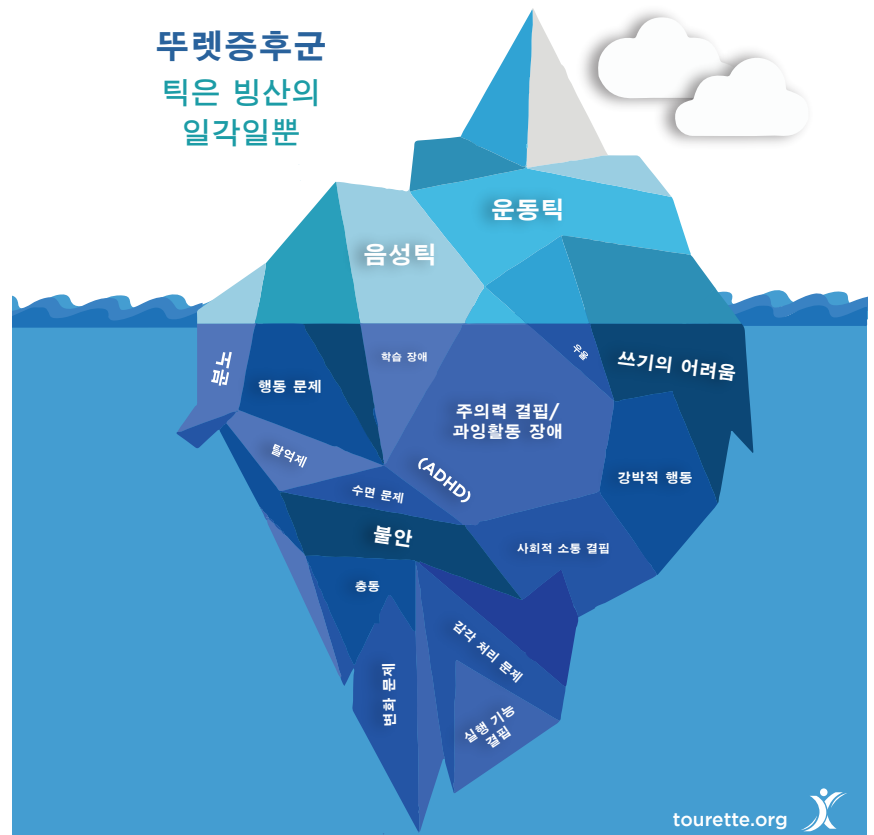 뚜렛증후군
틱은 빙산의
일각일뿐
운동틱
음성틱
분노
행동 문제
학습 장애
우울
쓰기의 어려움
주의력 결핍/
과잉활동 장애
(ADHD)
탈억제
수면 문제
강박적 행동
불안
사회적 소통 결핍
충동
감각 처리 문제
변화 문제
실행 기능
결핍
tourette.org